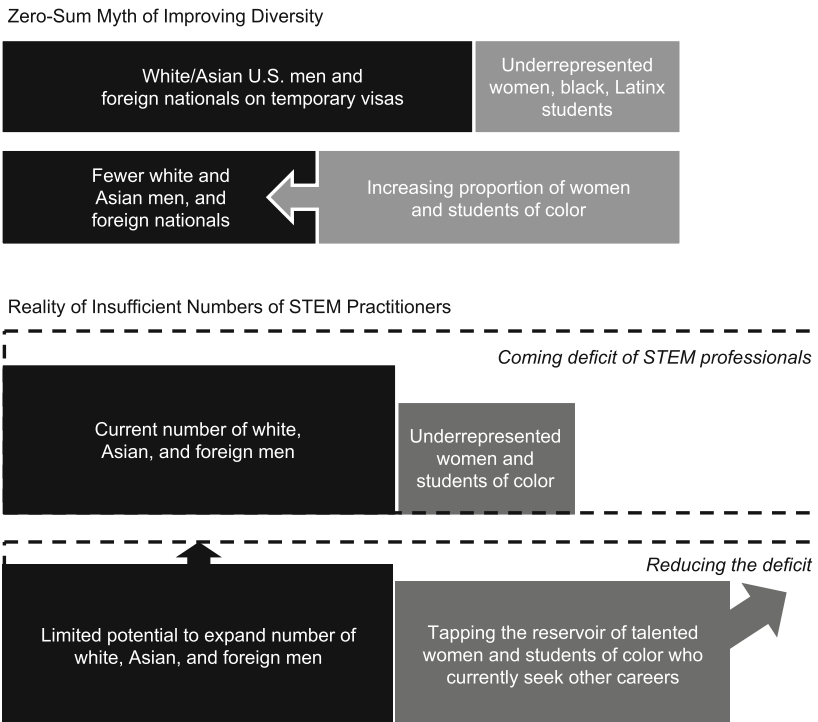 Zero-Sum Myth of Improving Diversity
White/Asian U.S. men and
foreign nationals on temporary visas
Underrepresented
women, black, Latinx
students
Fewer white and
Asian men, and
foreign nationals
Increasing proportion of women
and students of color
Reality of Insufficient Numbers of STEM Practitioners
Coming deficit of STEM professionals
Current number of white,
Asian, and foreign men
Underrepresented
women and
students of color
Reducing the deficit
Limited potential to expand number of
white, Asian, and foreign men
Tapping the reservoir of talented
women and students of color who
currently seek other careers